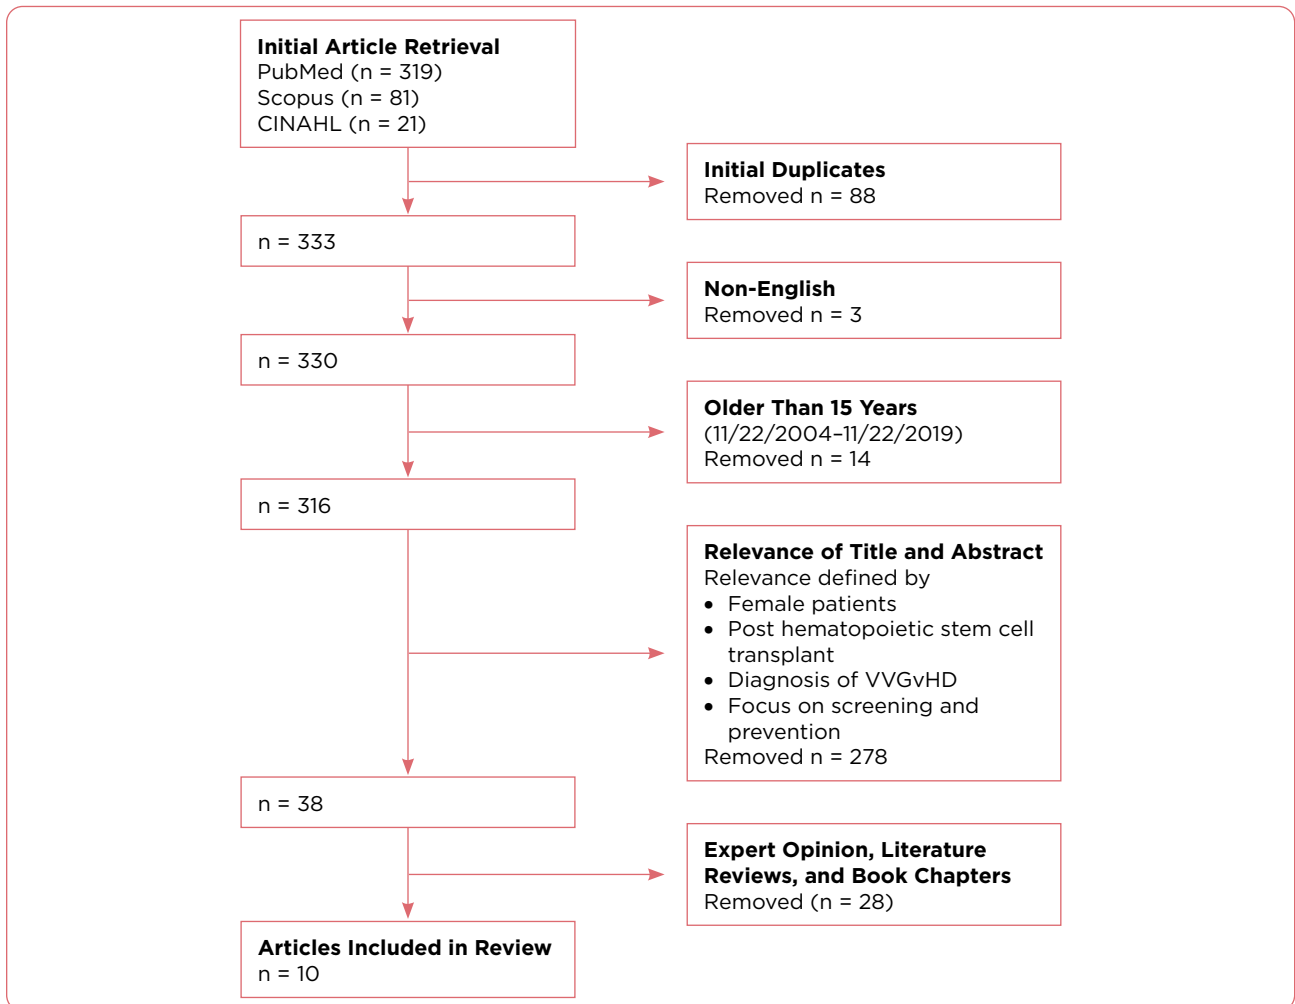 Initial Article Retrieval
PubMed (n = 319)
Scopus (n = 81)
CINAHL (n = 21)
Initial Duplicates
Removed n = 88
n = 333
Non-English
Removed n = 3
n = 330
Older Than 15 Years
(11/22/2004–11/22/2019)
Removed n = 14
n = 316
Relevance of Title and Abstract
Relevance defined by
• Female patients
• Post hematopoietic stem cell
transplant
• Diagnosis of VVGvHD
• Focus on screening and
prevention
Removed n = 278
n = 38
Expert Opinion, Literature
Reviews, and Book Chapters
Removed (n = 28)
Articles Included in Review
n = 10